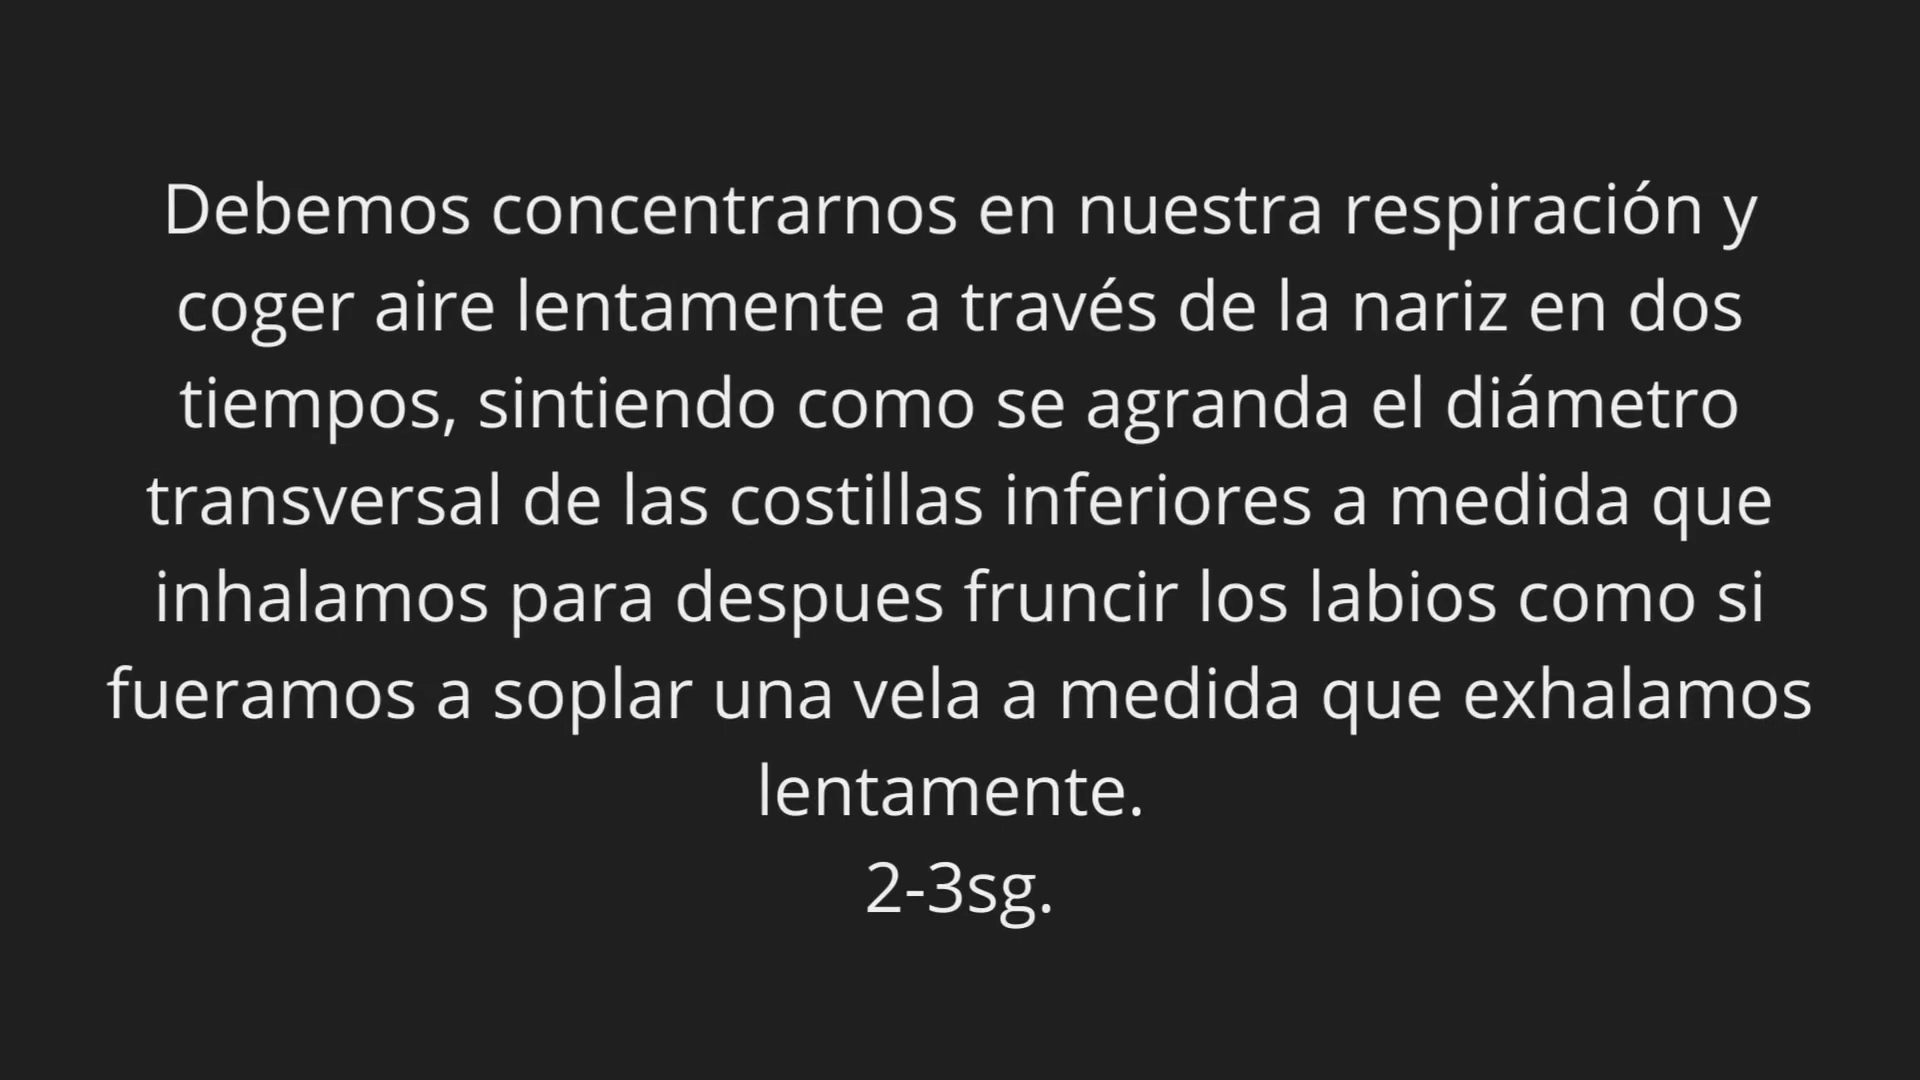 Debemos concentrarnos en nuestra respiración y
coger aire lentamente a través de la nariz en dos
tiempos, sintiendo como se agranda el diámetro
transversal de las costillas inferiores a medida que
inhalamos para despues fruncir los labios como si
fueramos a soplar una vela a medida que exhalamos
lentamente.
2-3sg.